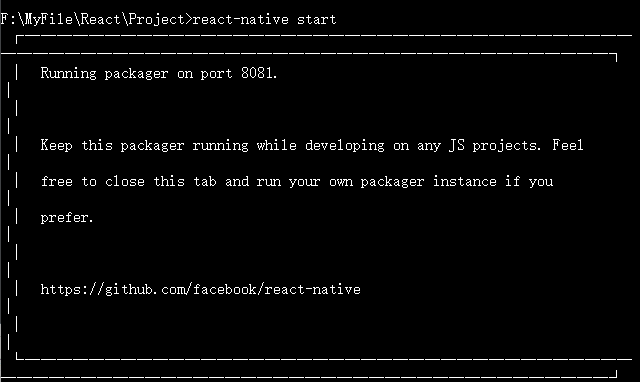 F:\MyFile\React\Project>react-native start
Running packager on port 8081.
Keep this packager running while developing on any JS projects. Feel
free to close this tab and run your own packager instance if you
prefer.
https://github.com/facebook/react-native